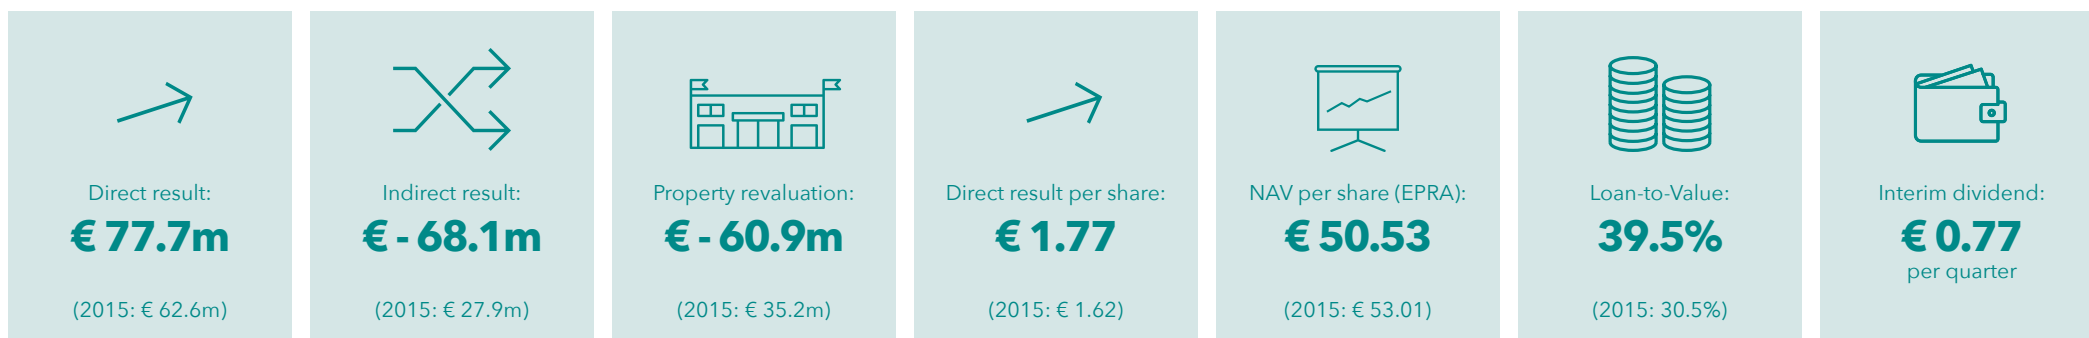 Direct result:
€ 77.7m
(2015: € 62.6m)
Indirect result:
€ - 68.1m
(2015: € 27.9m)
Property revaluation:
€ - 60.9m
(2015: € 35.2m)
Direct result per share:
€ 1.77
(2015: € 1.62)
NAV per share (EPRA):
€ 50.53
(2015: € 53.01)
Loan-to-Value:
39.5%
(2015: 30.5%)
Interim dividend:
€ 0.77
per quarter